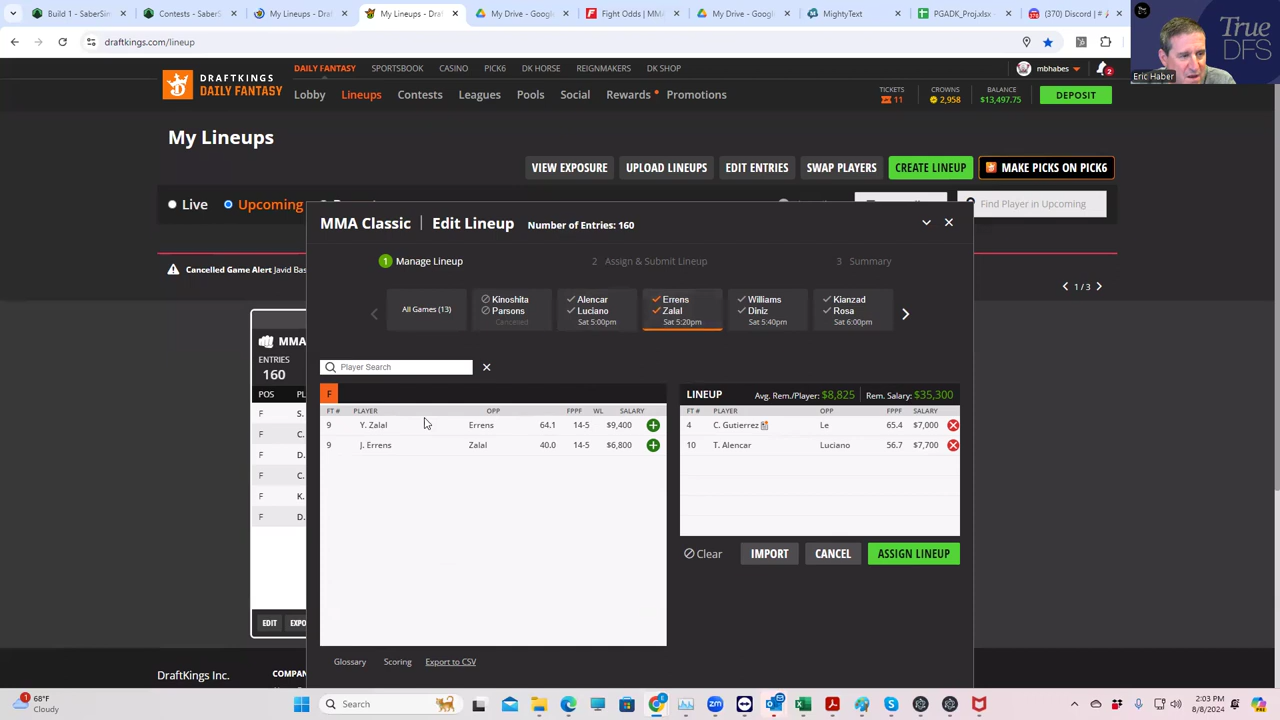 Build 1 - SaberSim
Contests - SaberS
My Lineups - Draft
My Lineups - Draft
My Drive - Google
Fight Odds | MMA
My Drive - Google
MightyText
PGADK_Proj.xlsx -
(370) Discord | #
draftkings.com/lineup
True
DFS
Eric Haber
DAILY FANTASY SPORTSBOOK CASINO PICK6 DK HORSE REIGNMAKERS DK SHOP
mbhabes 2
DRAFTKINGS
DAILY FANTASY
Lobby Lineups Contests Leagues Pools Social Rewards Promotions
TICKETS CROWNS BALANCE
11 2,958 $13,497.75
DEPOSIT
My Lineups
VIEW EXPOSURE UPLOAD LINEUPS EDIT ENTRIES SWAP PLAYERS CREATE LINEUP MAKE PICKS ON PICK6
Live Upcoming
Find Player in Upcoming
MMA Classic | Edit Lineup Number of Entries: 160
1 Manage Lineup 2 Assign & Submit Lineup 3 Summary
Cancelled Game Alert Javid Bas
1 / 3
All Games (13)
Kinoshita
Parsons
Canceled
Alencar
Luciano
Sat 5:00pm
Errens
Zalal
Sat 5:20pm
Williams
Diniz
Sat 5:40pm
Kianzad
Rosa
Sat 6:00pm
MMA
ENTRIES
160
POS PL
F S.
F C.
F D.
F C.
F K.
F D.
EDIT EXPO
Player Search
F
FT # PLAYER OPP FPPF WL SALARY
9 Y. Zalal Errens 64.1 14-5 $9,400
9 J. Errens Zalal 40.0 14-5 $6,800
LINEUP Avg. Rem./Player: $8,825 Rem. Salary: $35,300
FT # PLAYER OPP FPPF SALARY
4 C. Gutierrez Le 65.4 $7,000
10 T. Alencar Luciano 56.7 $7,700
Clear IMPORT CANCEL ASSIGN LINEUP
Glossary Scoring Export to CSV
DraftKings Inc. COMPAN
68°F
Cloudy
Search
2:03 PM
8/8/2024